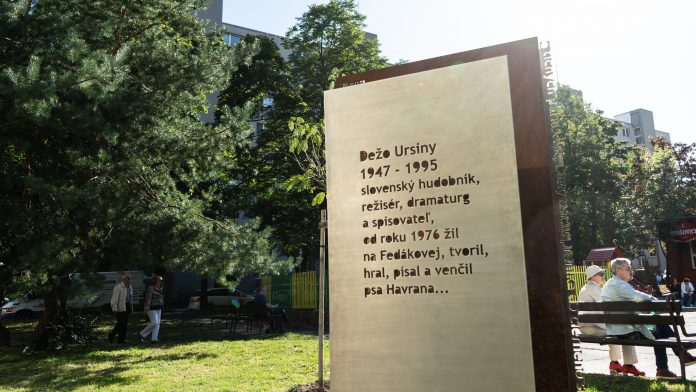 Dežo Ursiny
1947 - 1995
slovenský hudobník,
režisér, dramaturg
a spisovateľ,
od roku 1976 žil
na Fedákovej, tvoril,
hral, písal a venčil
psa Havrana...